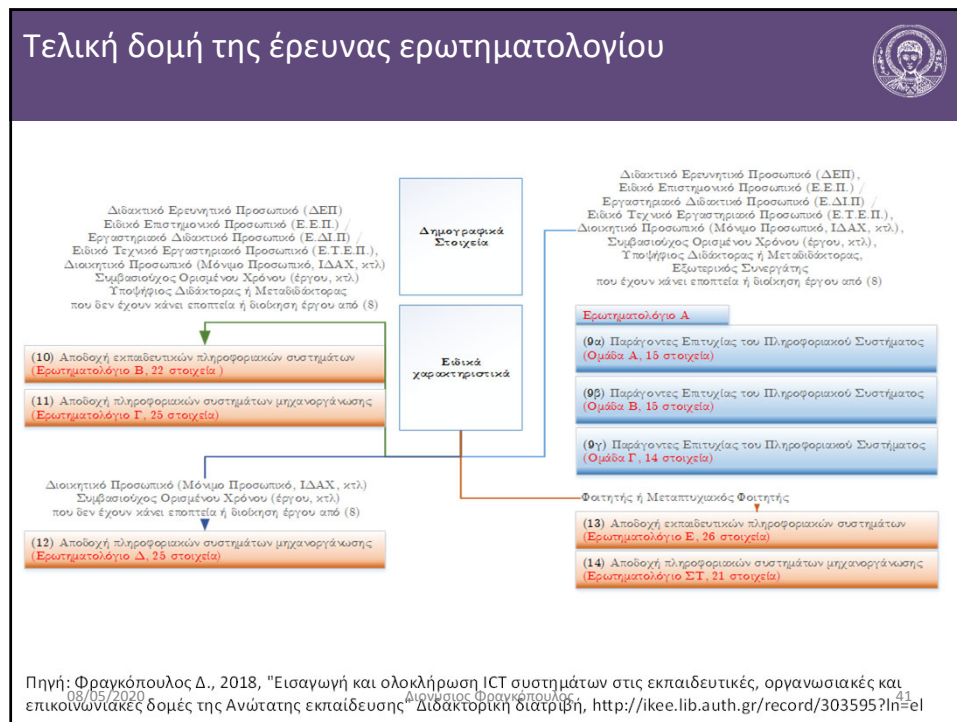 Τελική δομή της έρευνας ερωτηματολογίου
Διδακτικό Ερευνητικό Προσωπικό (ΔΕΠ)
Ειδικό Επιστημονικό Προσωπικό (Ε.Ε.Π.) /
Εργαστηριακό Διδακτικό Προσωπικό (Ε.ΔΙ.Π) /
Ειδικό Τεχνικό Εργαστηριακό Προσωπικό (Ε.Τ.Ε.Π.),
Διοικητικό Προσωπικό (Μόνιμο Προσωπικό, ΙΔΑΧ, κτλ)
Συμβασιούχος Ορισμένου Χρόνου (έργου, κτλ)
Υποψήφιος Διδάκτορας ή Μεταδιδάκτορας
που δεν έχουν κάνει εποπτεία ή διοίκηση έργου από (8)
(10) Αποδοχή εκπαιδευτικών πληροφοριακών συστημάτων
(Ερωτηματολόγιο Β, 22 στοιχεία )
(11) Αποδοχή πληροφοριακών συστημάτων μηχανοργάνωσης
(Ερωτηματολόγιο Γ, 25 στοιχεία)
Διοικητικό Προσωπικό (Μόνιμο Προσωπικό, ΙΔΑΧ, κτλ)
Συμβασιούχος Ορισμένου Χρόνου (έργου, κτλ)
που δεν έχουν κάνει εποπτεία ή διοίκηση έργου από (8)
(12) Αποδοχή πληροφοριακών συστημάτων μηχανοργάνωσης
(Ερωτηματολόγιο Δ, 25 στοιχεία)
Δημογραφικά
Στοιχεία
Ειδικά
χαρακτηριστικά
Διδακτικό Ερευνητικό Προσωπικό (ΔΕΠ),
Ειδικό Επιστημονικό Προσωπικό (Ε.Ε.Π.) /
Εργαστηριακό Διδακτικό Προσωπικό (Ε.ΔΙ.Π) /
Ειδικό Τεχνικό Εργαστηριακό Προσωπικό (Ε.Τ.Ε.Π.),
Διοικητικό Προσωπικό (Μόνιμο Προσωπικό, ΙΔΑΧ, κτλ),
Συμβασιούχος Ορισμένου Χρόνου (έργου, κτλ),
Υποψήφιος Διδάκτορας ή Μεταδιδάκτορας,
Εξωτερικός Συνεργάτης
που έχουν κάνει εποπτεία ή διοίκηση έργου από (8)
Ερωτηματολόγιο Α
(9α) Παράγοντες Επιτυχίας του Πληροφοριακού Συστήματος
(Ομάδα Α, 15 στοιχεία)
(9β) Παράγοντες Επιτυχίας του Πληροφοριακού Συστήματος
(Ομάδα Β, 15 στοιχεία)
(9γ) Παράγοντες Επιτυχίας του Πληροφοριακού Συστήματος
(Ομάδα Γ, 14 στοιχεία)
Φοιτητής ή Μεταπτυχιακός Φοιτητής
(13) Αποδοχή εκπαιδευτικών πληροφοριακών συστημάτων
(Ερωτηματολόγιο Ε, 26 στοιχεία)
(14) Αποδοχή πληροφοριακών συστημάτων μηχανοργάνωσης
(Ερωτηματολόγιο ΣΤ, 21 στοιχεία)
Πηγή: Φραγκόπουλος Δ., 2018, "Εισαγωγή και ολοκλήρωση ICT συστημάτων στις εκπαιδευτικές, οργανωσιακές και
επικοινωνιακές δομές της Ανώτατης εκπαίδευσης" Διδακτορική διατριβή, http://ikee.lib.auth.gr/record/303595?ln=el
08/05/2020
Διονύσιος Φραγκόπουλος
41